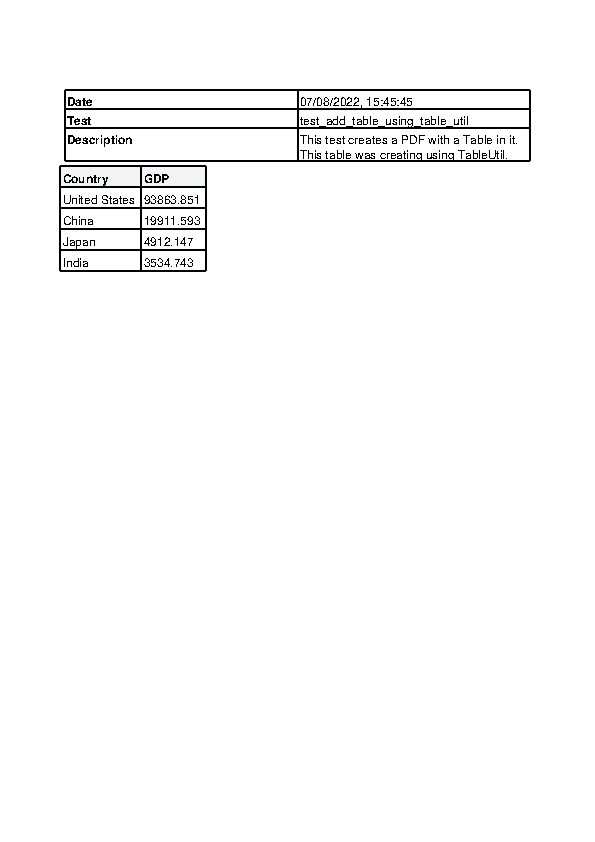 Date 07/08/2022, 15:45:45
Test test_add_table_using_table_util
Description This test creates a PDF with a Table in it.
This table was creating using TableUtil.
Country GDP
United States 93863.851
China 19911.593
Japan 4912.147
India 3534.743